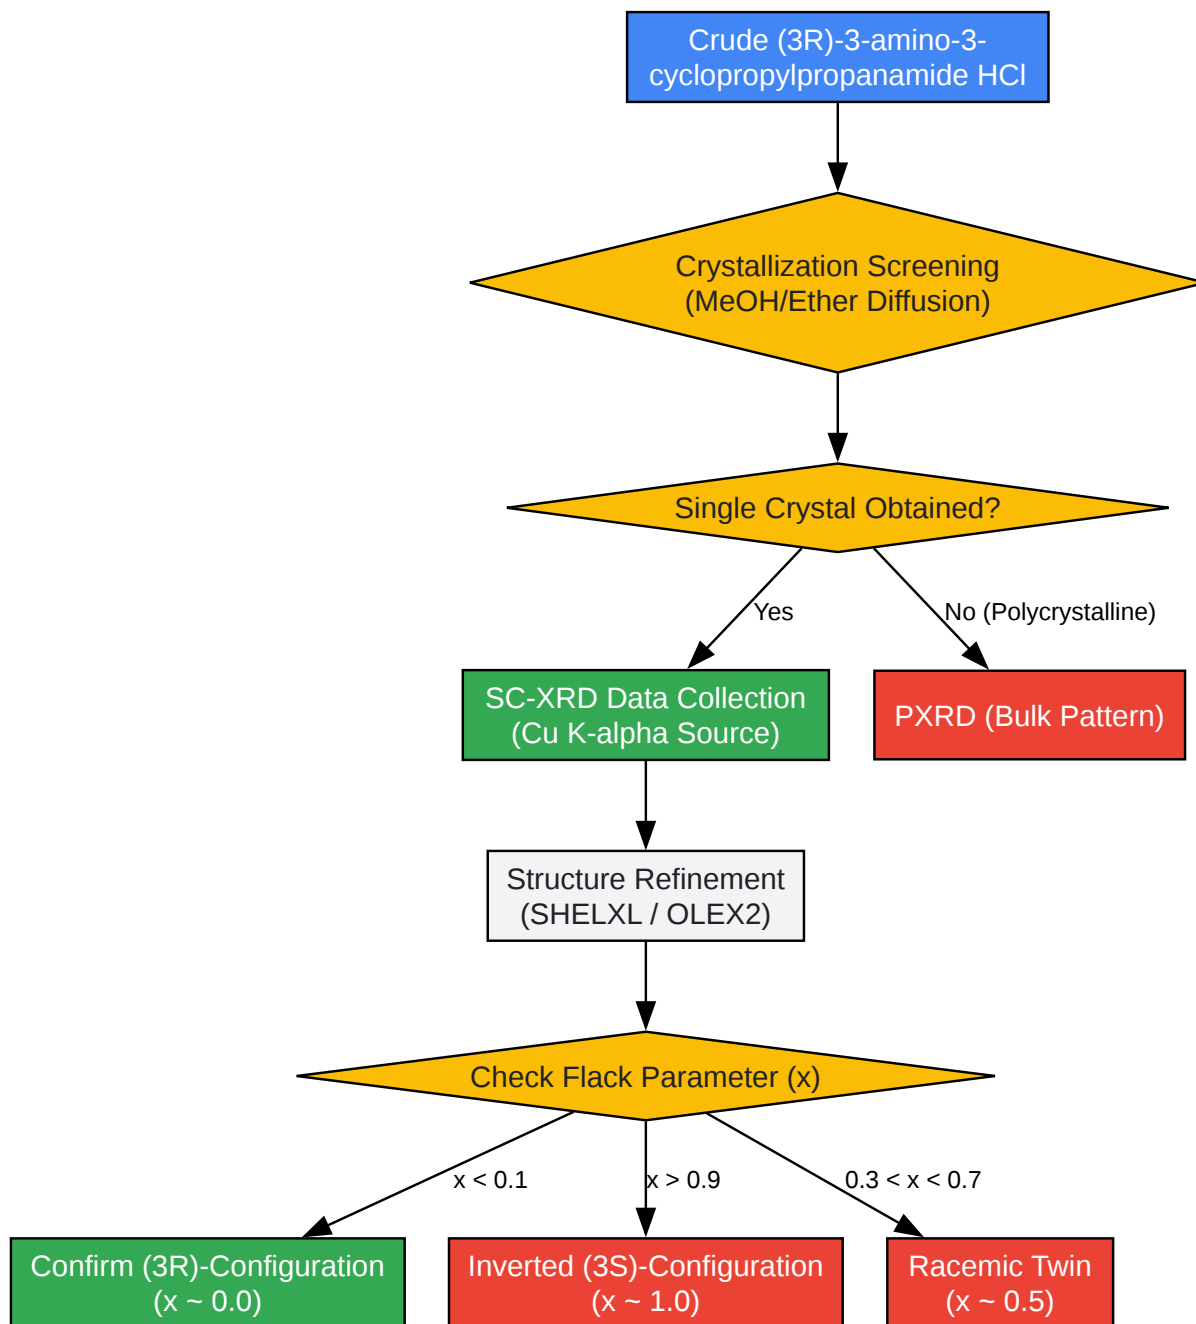 Crude (3R)-3-amino-3-
cyclopropylpropanamide HCl
Crystallization Screening
(MeOH/Ether Diffusion)
Single Crystal Obtained?
Yes
No (Polycrystalline)
SC-XRD Data Collection
(Cu K-alpha Source)
PXRD (Bulk Pattern)
Structure Refinement
(SHELXL / OLEX2)
Check Flack Parameter (x)
x < 0.1
x > 0.9
0.3 < x < 0.7
Confirm (3R)-Configuration
(x ~ 0.0)
Inverted (3S)-Configuration
(x ~ 1.0)
Racemic Twin
(x ~ 0.5)